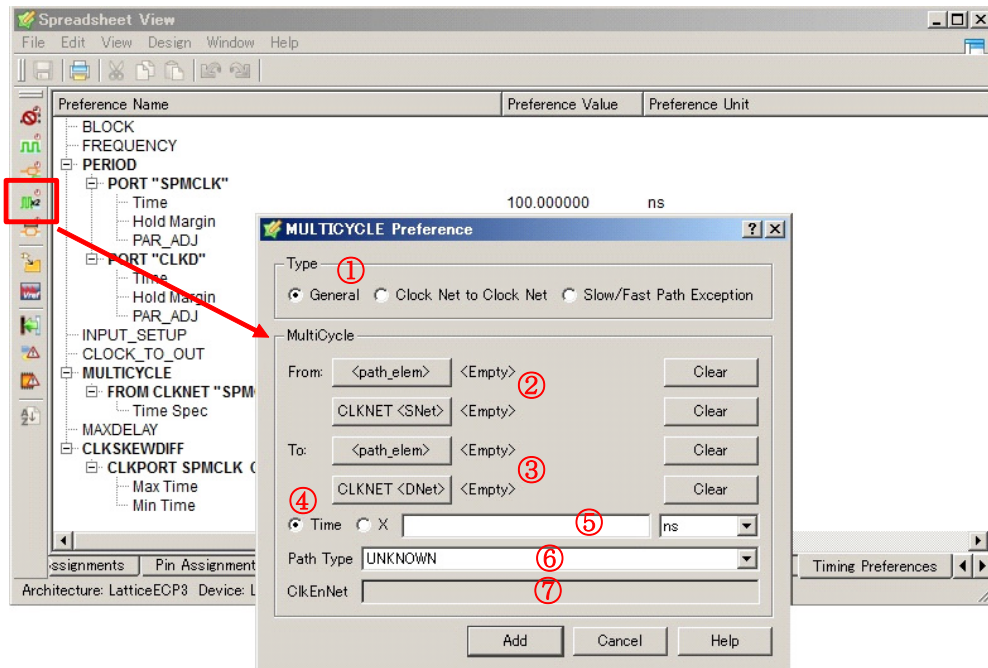 Spreadsheet View
File Edit View Design Window Help
Preference Name Preference Value Preference Unit
BLOCK
FREQUENCY
PERIOD
PORT "SPMCLK"
Time 100.000000 ns
Hold Margin
PAR_ADJ
PORT "CLKD"
Time
Hold Margin
PAR_ADJ
INPUT_SETUP
CLOCK_TO_OUT
MULTICYCLE
FROM CLKNET "SPM
Time Spec
MAXDELAY
CLKSKEWDIFF
CLKPORT SPMCLK
Max Time
Min Time
ssignments Pin Assignment Timing Preferences
Architecture: LatticeECP3 Device: L
MULTICYCLE Preference
Type ①
General Clock Net to Clock Net Slow/Fast Path Exception
MultiCycle
From: <path_elem> <Empty> Clear
②
CLKNET <SNet> <Empty> Clear
To: <path_elem> <Empty> Clear
③
CLKNET <DNet> <Empty> Clear
④
Time X ⑤ ns
Path Type UNKNOWN ⑥
ClkEnNet ⑦
Add Cancel Help